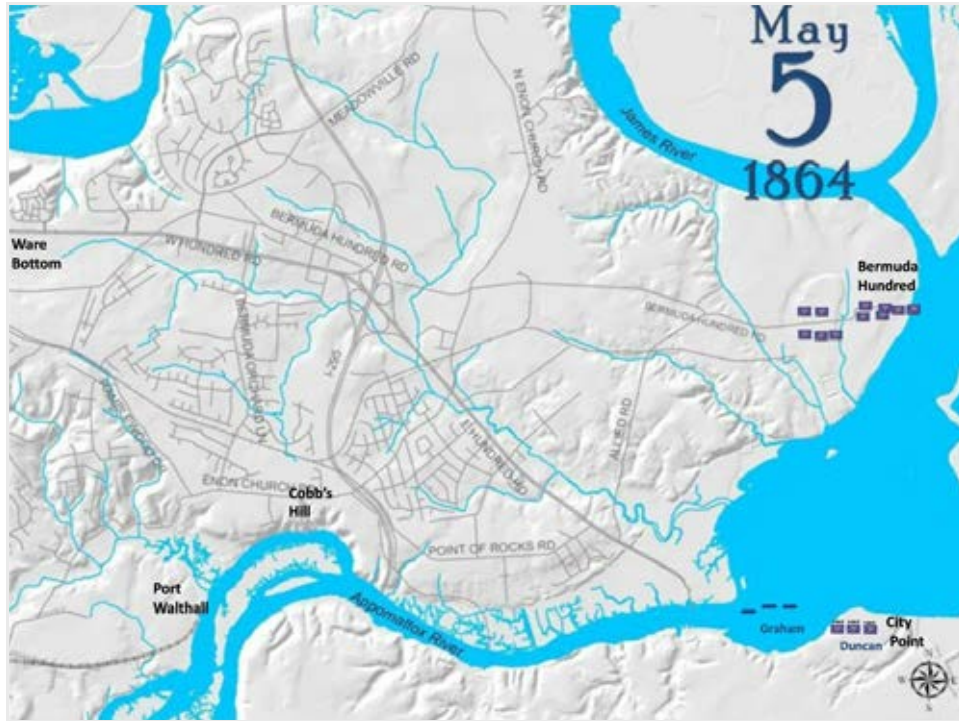 May
5
1864
James River
MEADOWVILLE RD
N ENON CHURCH RD
Ware
Bottom
W HUNDRED RD
BERMUDA HUNDRED RD
Bermuda
Hundred
BERMUDA HUNDRED RD
BERMUDA ORCHARD LN
I-295
E HUNDRED RD
ALLIED RD
ENON CHURCH RD
Cobb's
Hill
POINT OF ROCKS RD
Port
Walthall
Appomattox River
Graham
Duncan
City
Point
N
W
E
S